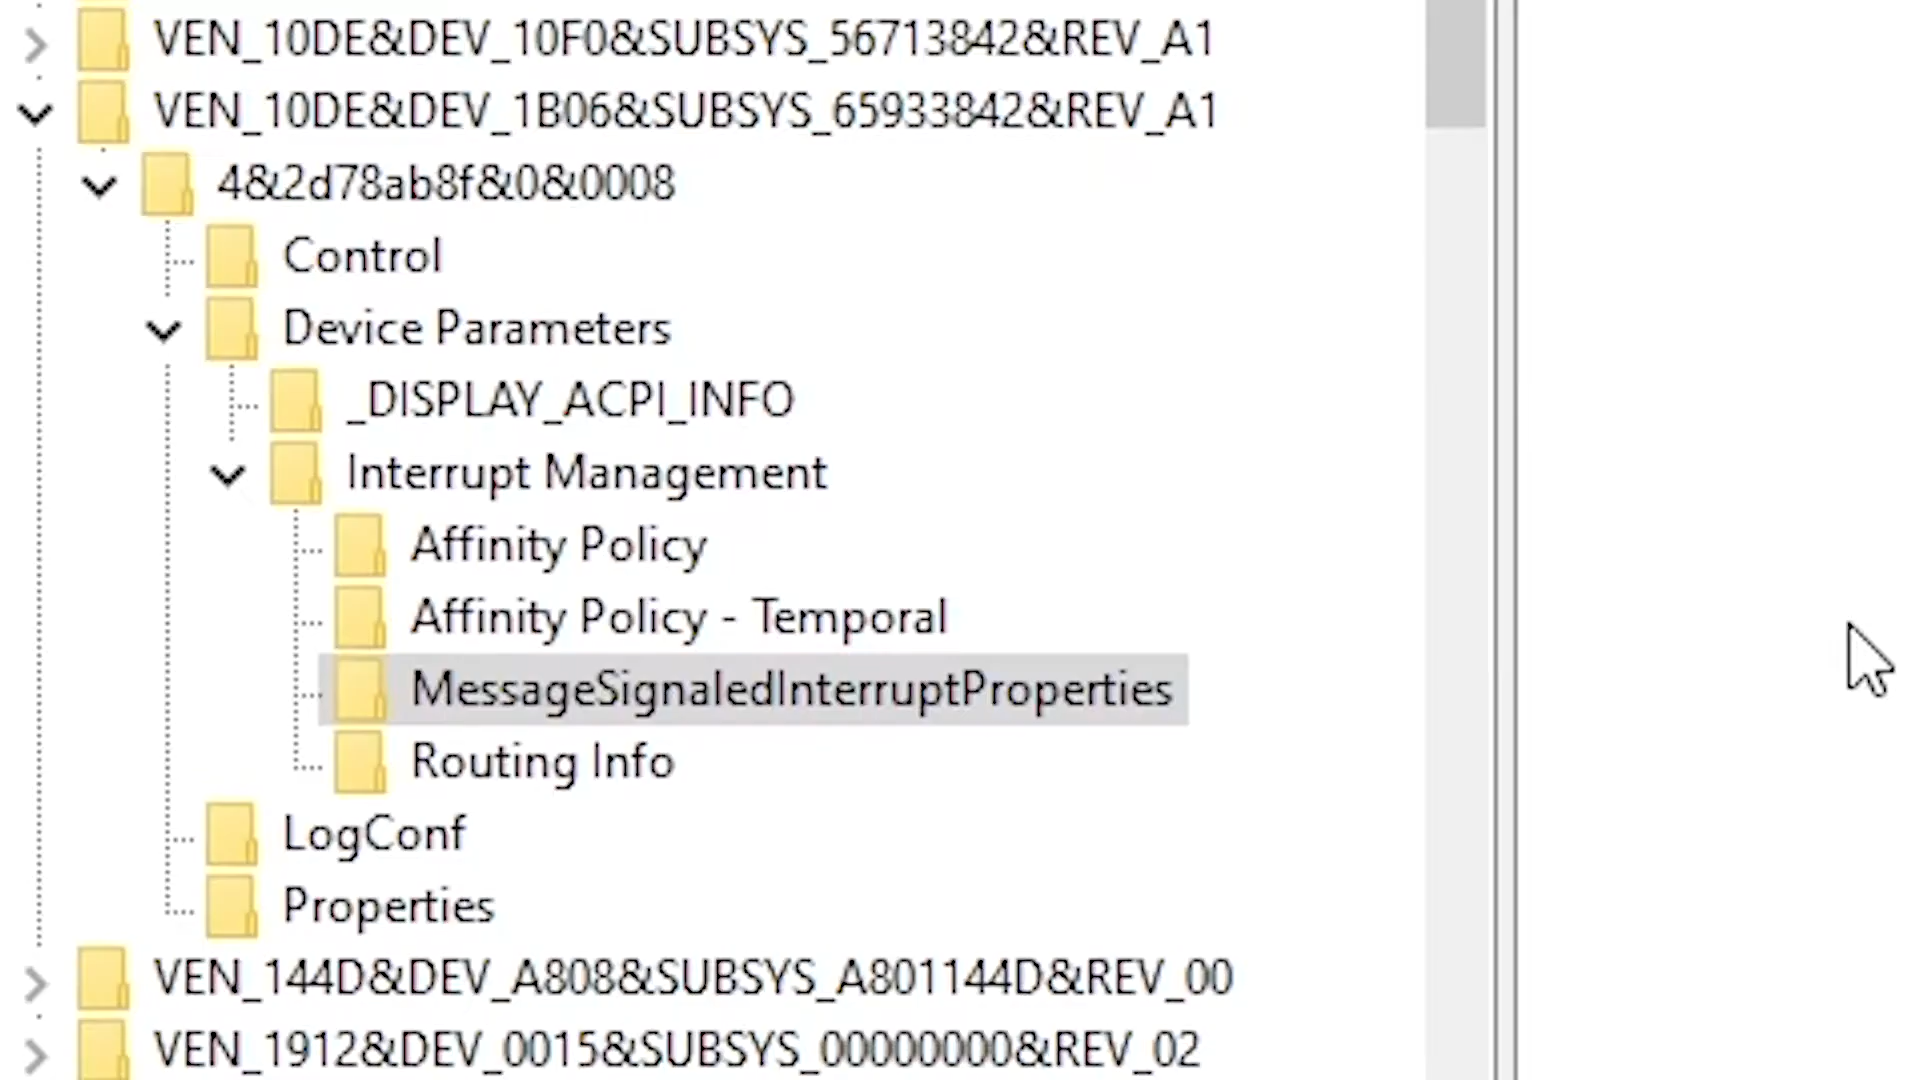 VEN_10DE&DEV_10F0&SUBSYS_56713842&REV_A1
VEN_10DE&DEV_1B06&SUBSYS_65933842&REV_A1
4&2d78ab8f&0&0008
Control
Device Parameters
_DISPLAY_ACPI_INFO
Interrupt Management
Affinity Policy
Affinity Policy - Temporal
MessageSignaledInterruptProperties
Routing Info
LogConf
Properties
VEN_144D&DEV_A808&SUBSYS_A801144D&REV_00
VEN_1912&DEV_0015&SUBSYS_00000000&REV_02